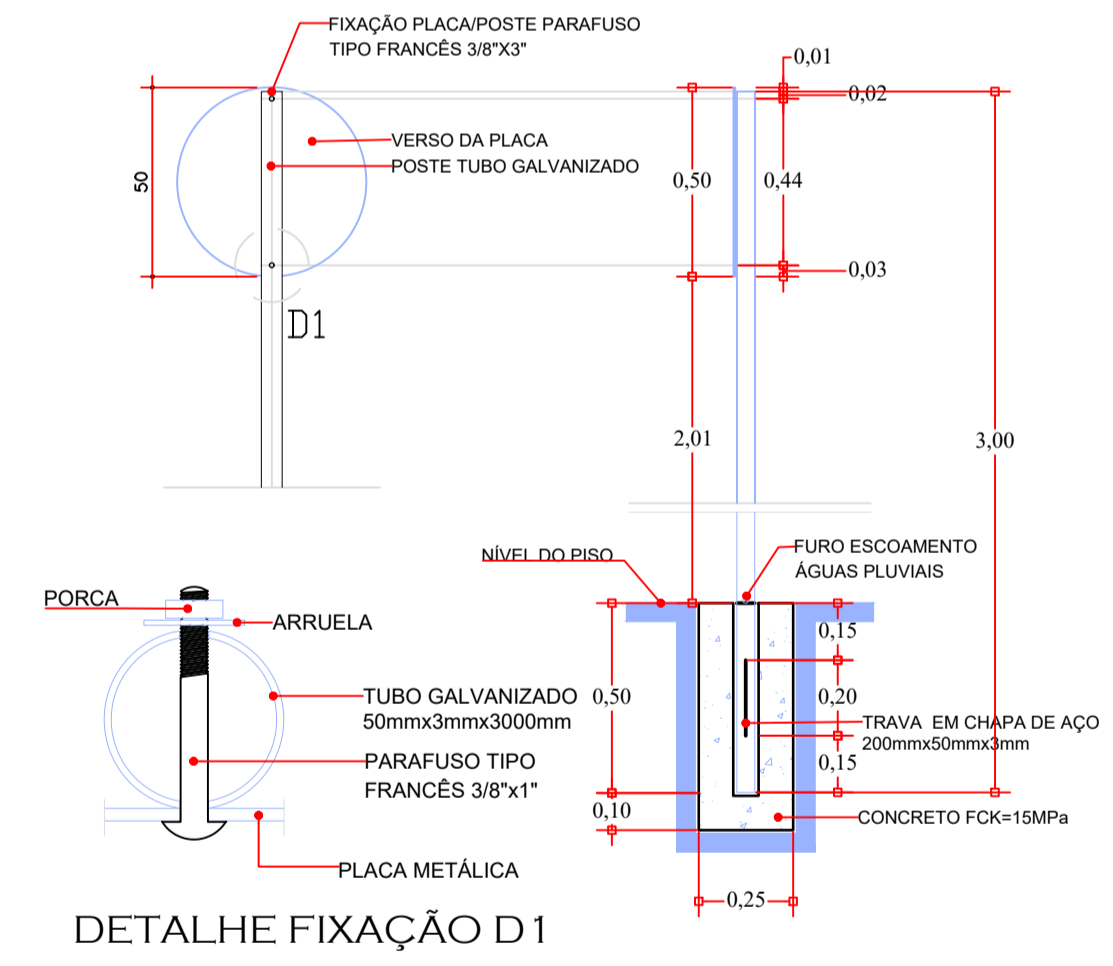 FIXAÇÃO PLACA/POSTE PARAFUSO
TIPO FRANCÊS 3/8"X3"
0,01
0,02
VERSO DA PLACA
POSTE TUBO GALVANIZADO
50
0,50
0,44
0,03
D1
2,01
3,00
NÍVEL DO PISO
FURO ESCOAMENTO
ÁGUAS PLUVIAIS
PORCA
ARRUELA
0,15
TUBO GALVANIZADO
50mmx3mmx3000mm
0,50
0,20
TRAVA EM CHAPA DE AÇO
200mmx50mmx3mm
PARAFUSO TIPO
FRANCÊS 3/8"x1"
0,15
0,10
CONCRETO FCK=15MPa
PLACA METÁLICA
0,25
DETALHE FIXAÇÃO D1